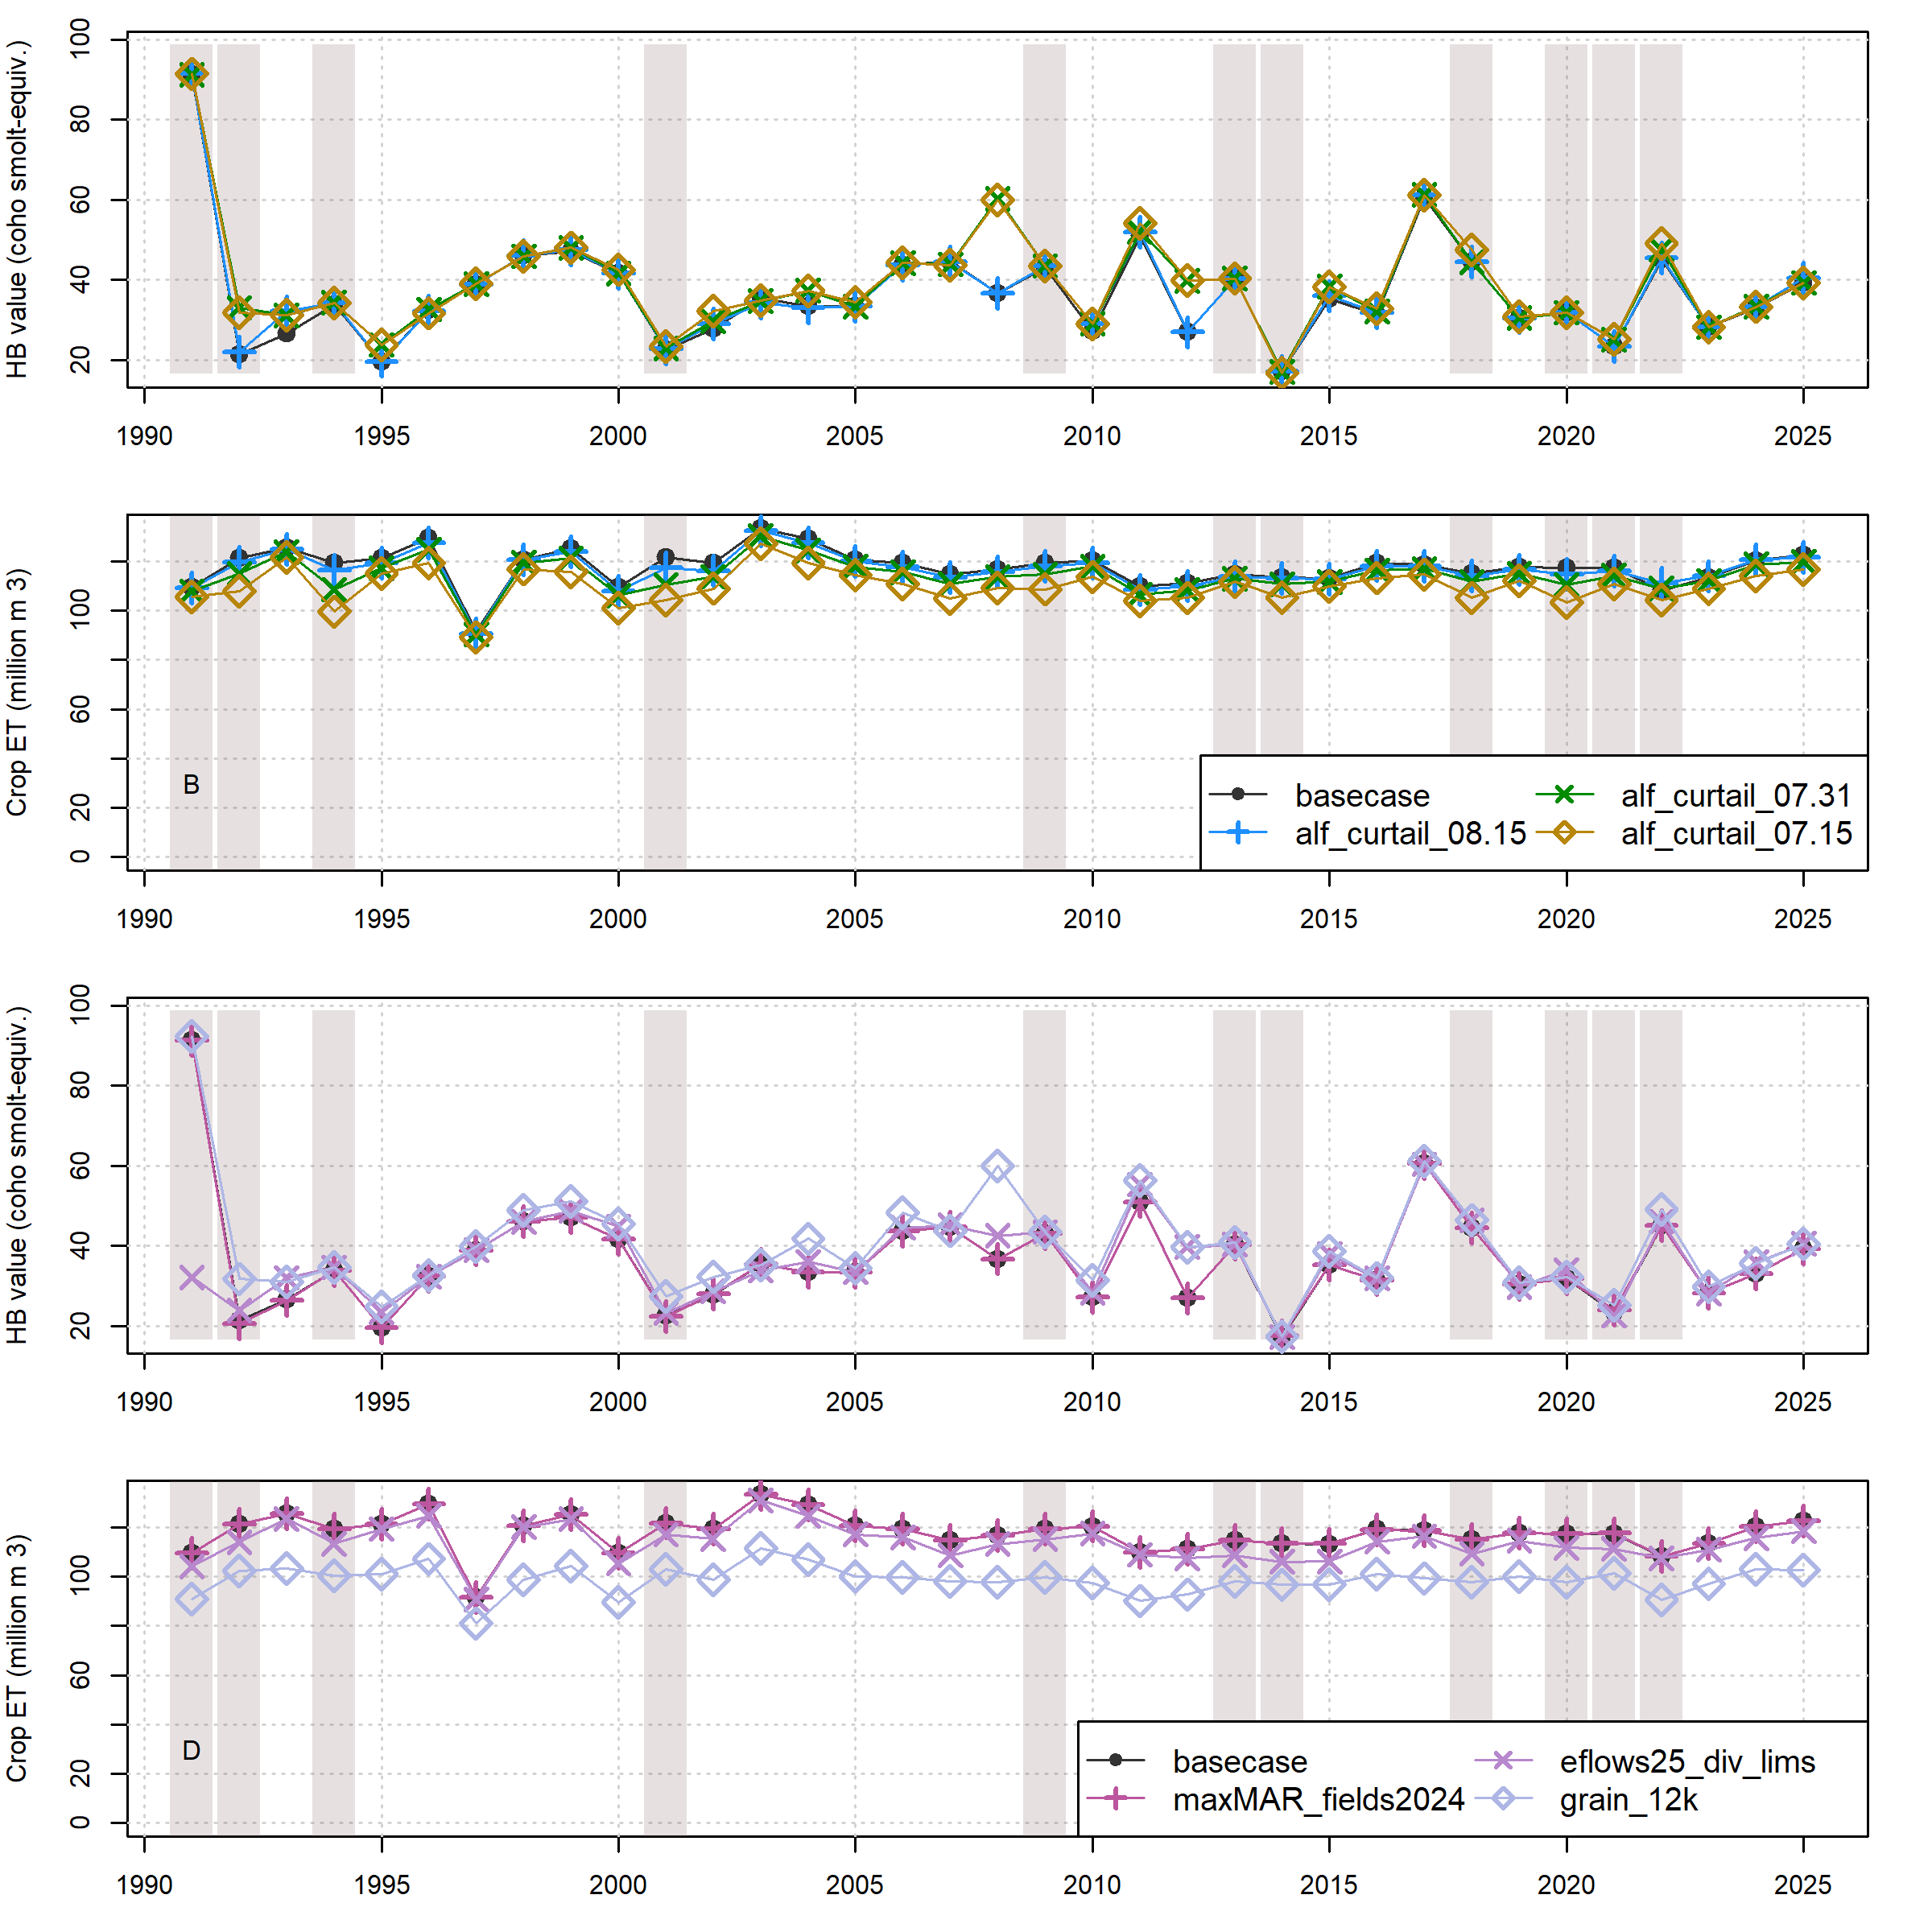 HB value (coho smolt-equiv.)
100
80
60
40
20
1990 1995 2000 2005 2010 2015 2020 2025
Crop ET (million m 3)
100
60
20
0
B
basecase
alf_curtail_08.15
alf_curtail_07.31
alf_curtail_07.15
1990 1995 2000 2005 2010 2015 2020 2025
HB value (coho smolt-equiv.)
100
80
60
40
20
1990 1995 2000 2005 2010 2015 2020 2025
Crop ET (million m 3)
100
60
20
0
D
basecase
maxMAR_fields2024
eflows25_div_lims
grain_12k
1990 1995 2000 2005 2010 2015 2020 2025